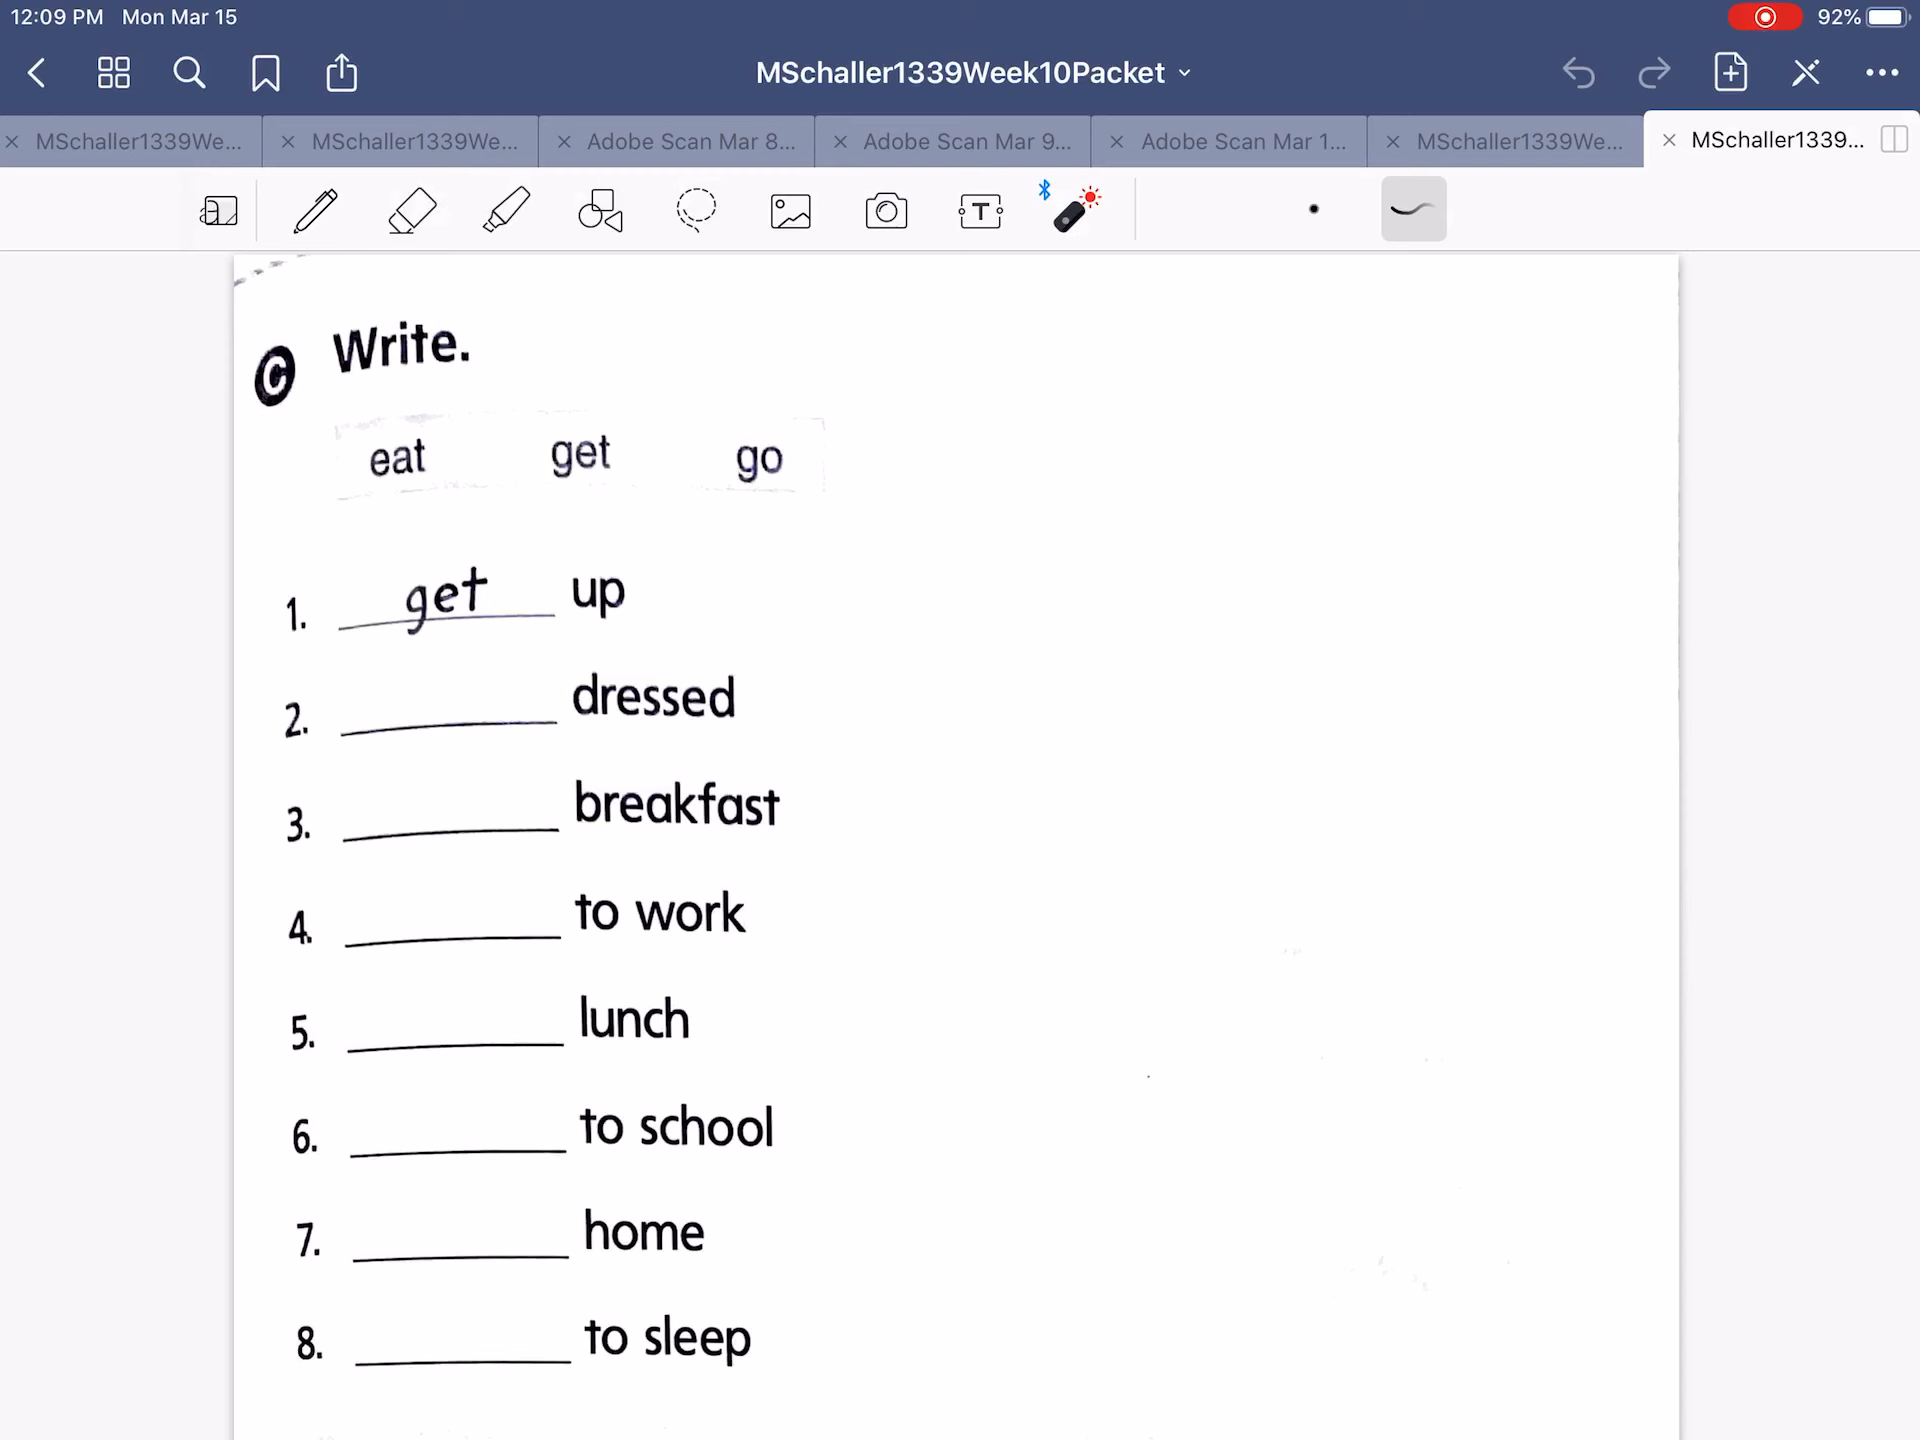 12:09 PM Mon Mar 15 92%
MSchaller1339Week10Packet
MSchaller1339We... MSchaller1339We... Adobe Scan Mar 8... Adobe Scan Mar 9... Adobe Scan Mar 1... MSchaller1339We... MSchaller1339...
C Write.
eat get go
1. get up
2. dressed
3. breakfast
4. to work
5. lunch
6. to school
7. home
8. to sleep